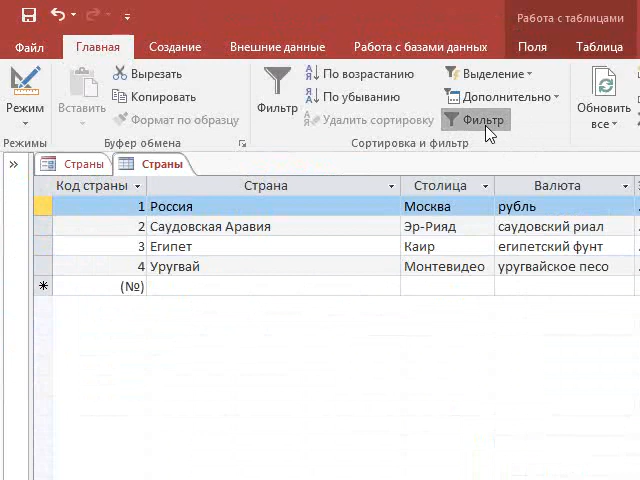 Работа с таблицами
Файл Главная Создание Внешние данные Работа с базами данных Поля Таблица
Режим
Вставить
Вырезать
Копировать
Формат по образцу
Фильтр
По возрастанию
По убыванию
Удалить сортировку
Выделение
Дополнительно
Фильтр
Обновить
все
Режимы Буфер обмена Сортировка и фильтр
Страны Страны
Код страны Страна Столица Валюта
1 Россия Москва рубль
2 Саудовская Аравия Эр-Рияд саудовский риал
3 Египет Каир египетский фунт
4 Уругвай Монтевидео уругвайское песо
(№)